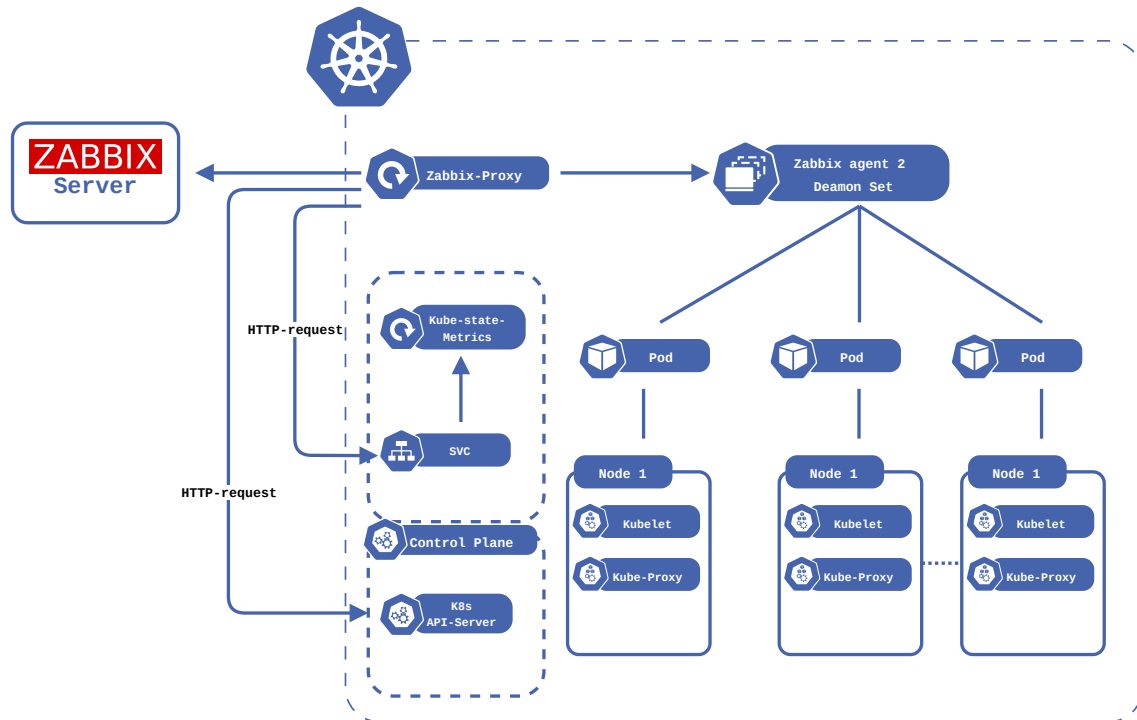 ZABBIX
Server
Zabbix-Proxy
Zabbix agent 2
Deamon Set
HTTP-request
Kube-state-
Metrics
SVC
HTTP-request
Control Plane
K8s
API-Server
Pod
Pod
Pod
Node 1
Kubelet
Kube-Proxy
Node 1
Kubelet
Kube-Proxy
Node 1
Kubelet
Kube-Proxy